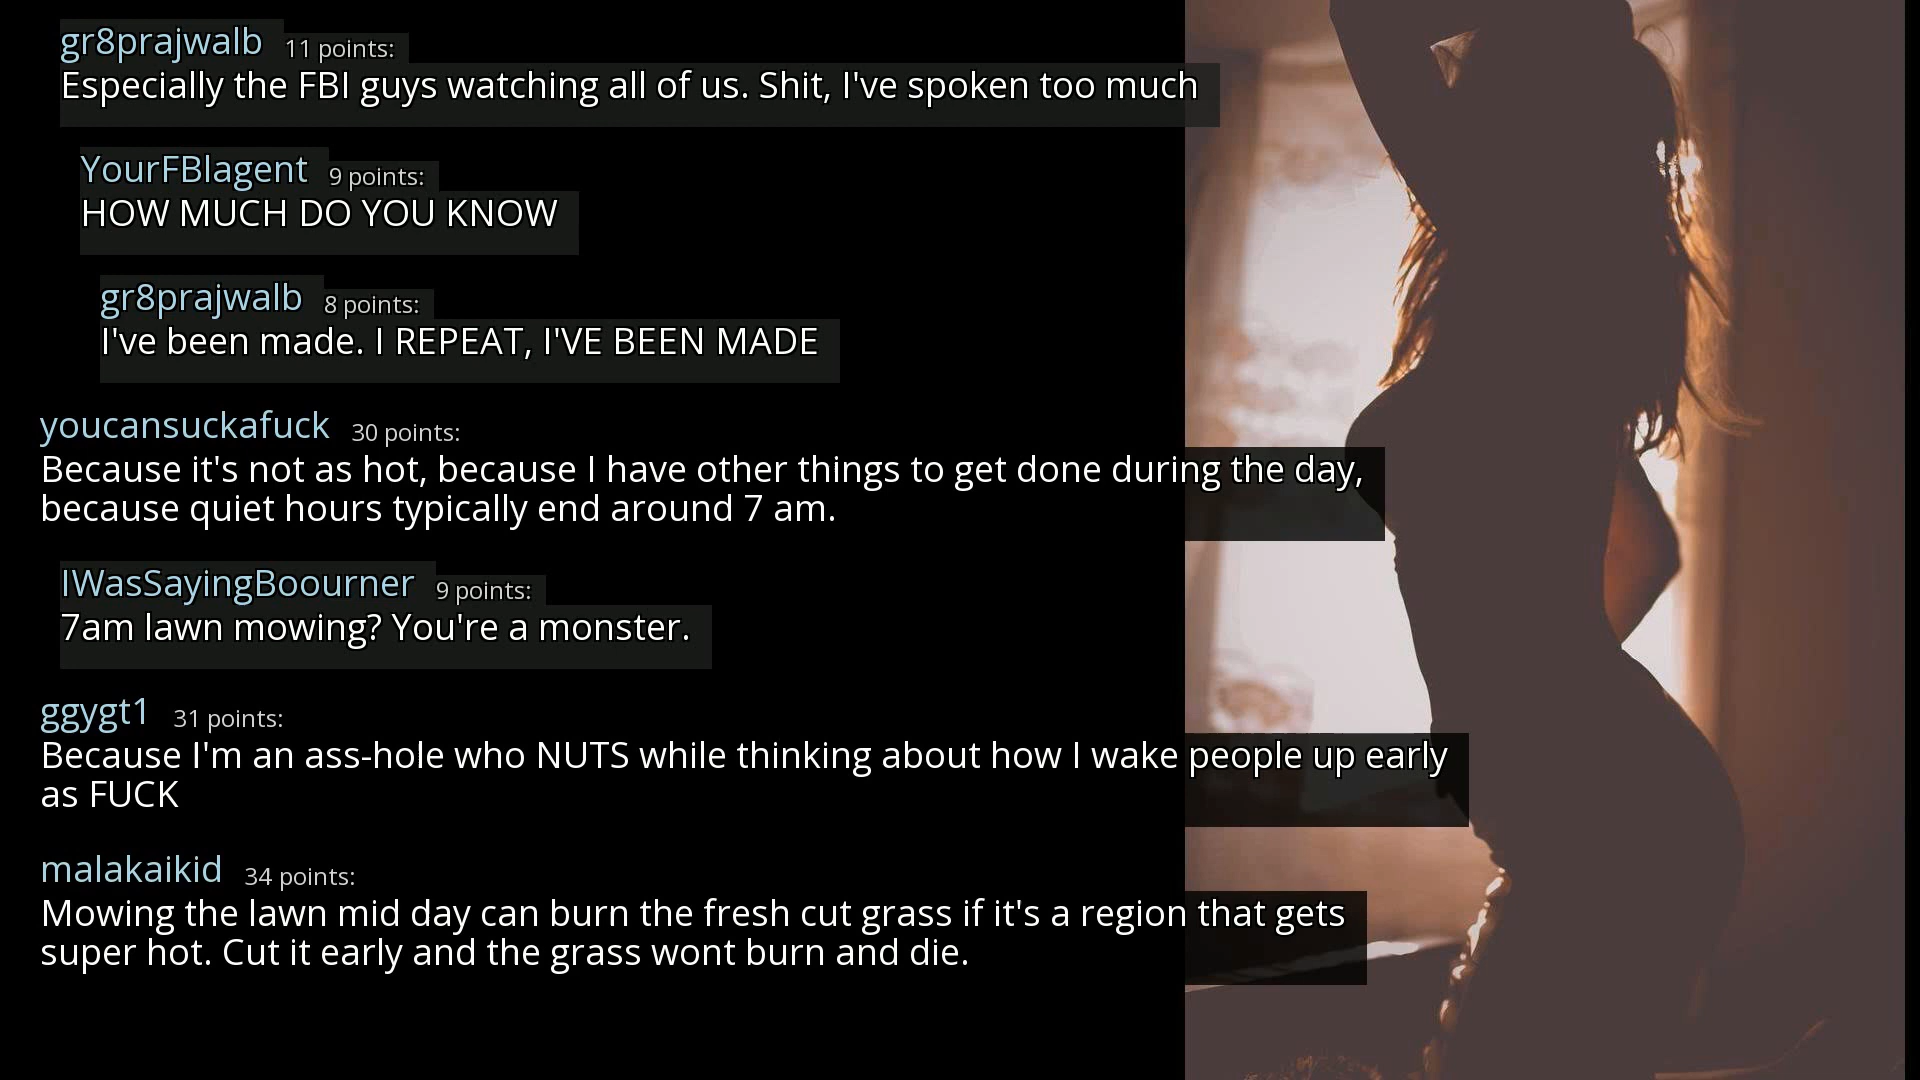 gr8prajwalb 11 points:
Especially the FBI guys watching all of us. Shit, I've spoken too much
YourFBIagent 9 points:
HOW MUCH DO YOU KNOW
gr8prajwalb 8 points:
I've been made. I REPEAT, I'VE BEEN MADE
youcansuckafuck 30 points:
Because it's not as hot, because I have other things to get done during the day,
because quiet hours typically end around 7 am.
IWasSayingBoourner 9 points:
7am lawn mowing? You're a monster.
ggygt1 31 points:
Because I'm an ass-hole who NUTS while thinking about how I wake people up early
as FUCK
malakaikid 34 points:
Mowing the lawn mid day can burn the fresh cut grass if it's a region that gets
super hot. Cut it early and the grass wont burn and die.